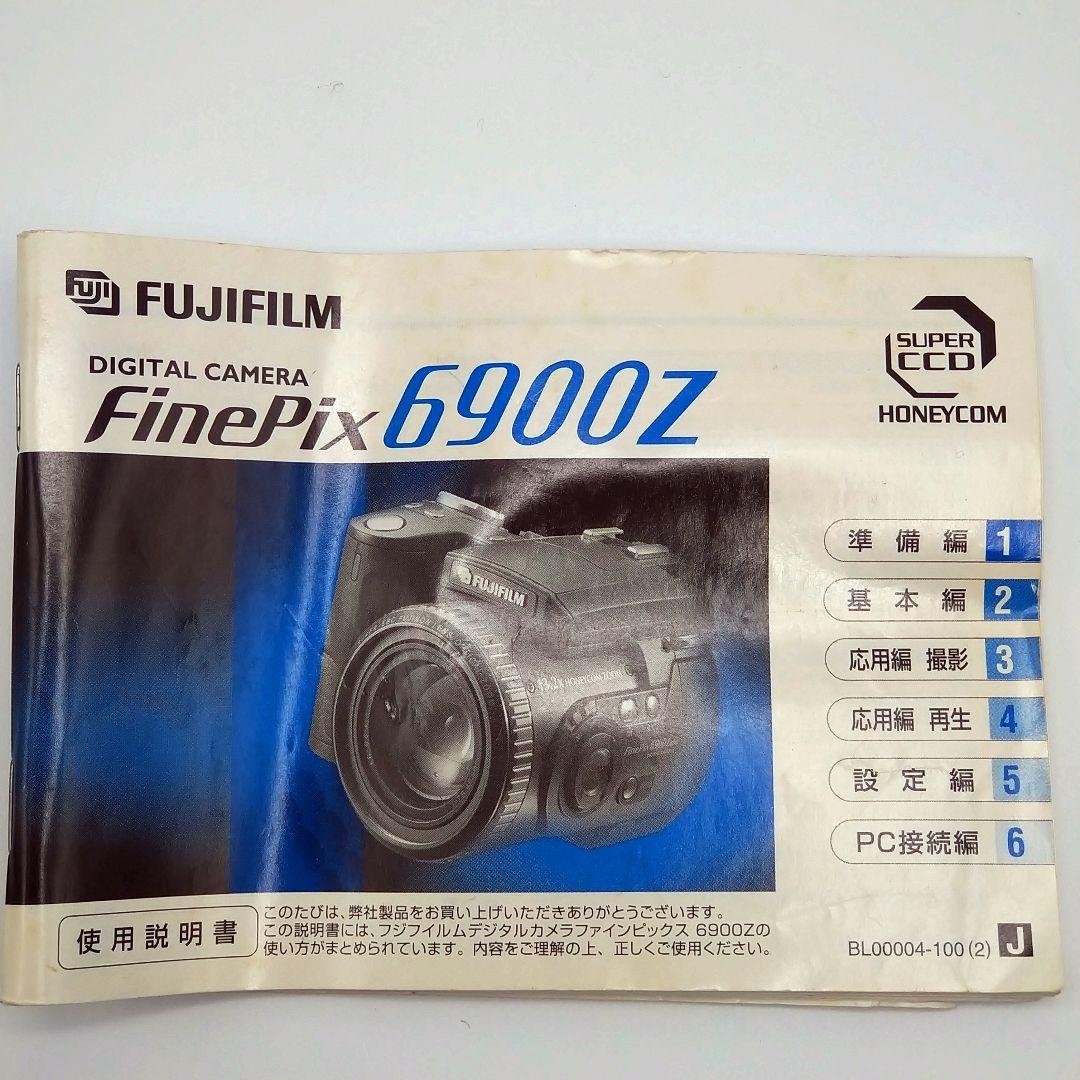 FUJI FUJIFILM
DIGITAL CAMERA
FinePix 6900Z
SUPER
CCD
HONEYCOM
FUJIFILM
13.2X HONEYCOM ZOOM
準備編 1
基本編 2
応用編 撮影 3
応用編 再生 4
設定編 5
PC接続編 6
使用説明書
このたびは、弊社製品をお買い上げいただきありがとうございます。
この説明書には、フジフイルムデジタルカメラファインピックス 6900Zの
使い方がまとめられています。内容をご理解の上、正しくご使用ください。
BL00004-100(2) J